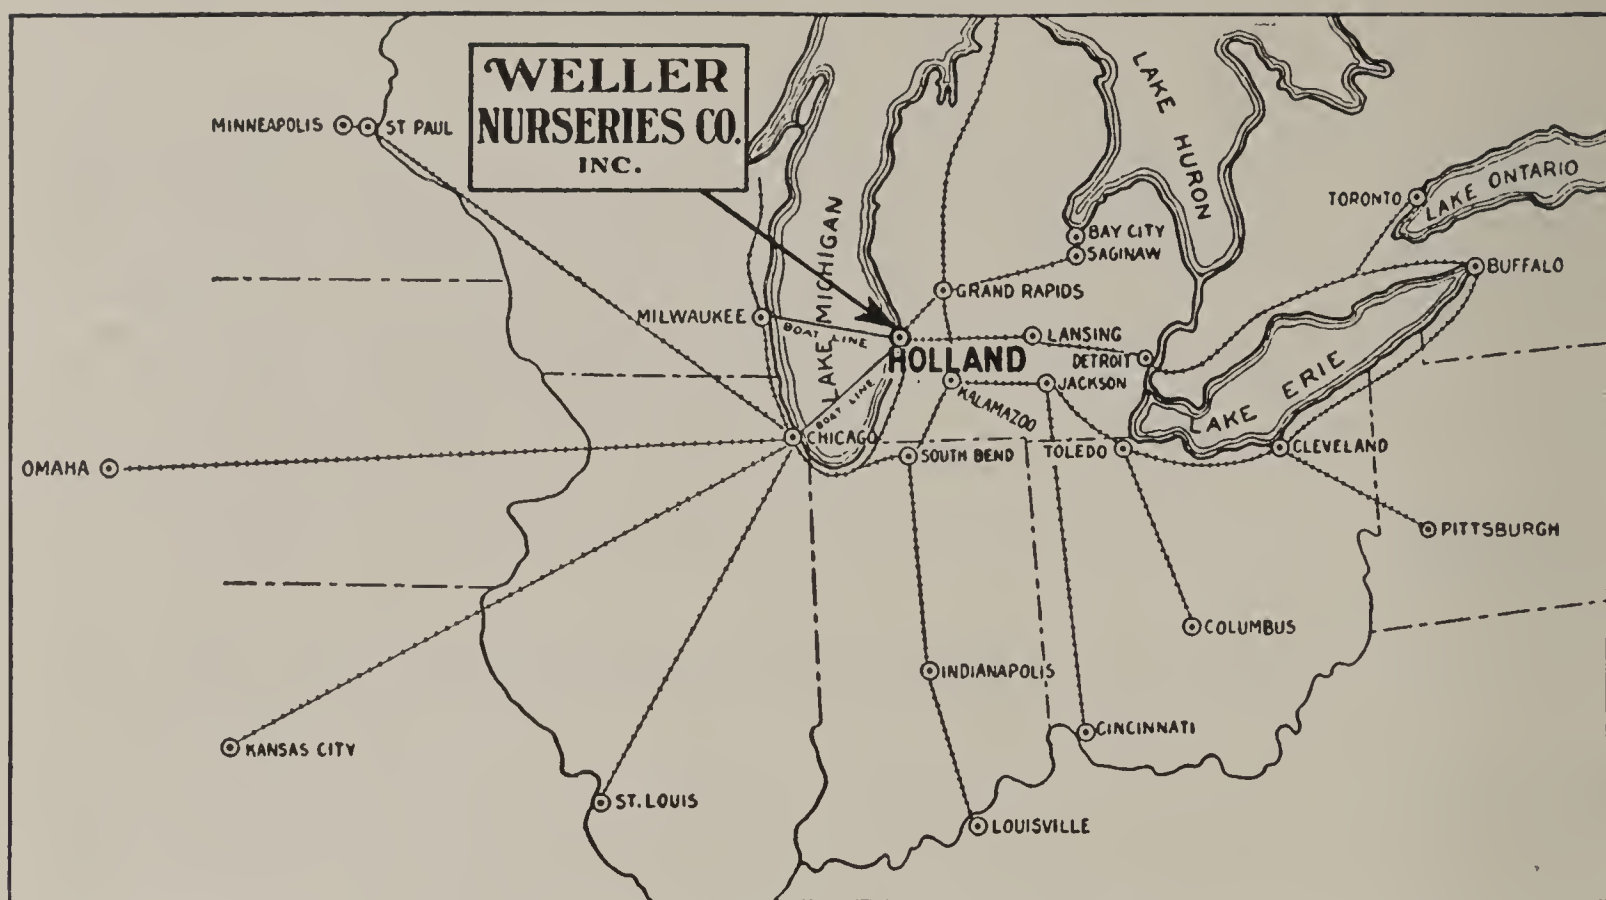 WELLER
NURSERIES CO.
INC.
MINNEAPOLIS
ST PAUL
LAKE HURON
LAKE MICHIGAN
LAKE ONTARIO
TORONTO
BAY CITY
SAGINAW
BUFFALO
GRAND RAPIDS
MILWAUKEE
BOAT LINE
LANSING
HOLLAND
DETROIT
LAKE ERIE
BOAT LINE
JACKSON
KALAMAZOO
CHICAGO
SOUTH BEND
TOLEDO
CLEVELAND
OMAHA
PITTSBURGH
COLUMBUS
INDIANAPOLIS
CINCINNATI
KANSAS CITY
ST. LOUIS
LOUISVILLE